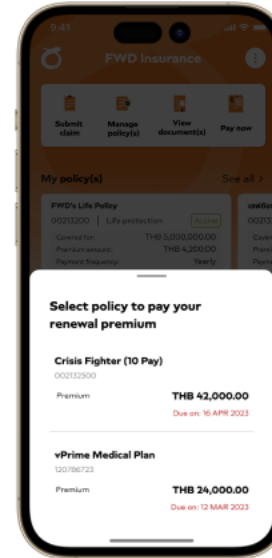 9:41
FWD Insurance
Submit claim
Manage policy(s)
View document(s)
Pay now
My policy(s) See all >
FWD's Life Policy
00213200 | Life protection Active
Covered for: THB 5,000,000.00
Premium amount: THB 4,200.00
Payment frequency: Yearly
Select policy to pay your
renewal premium
Crisis Fighter (10 Pay)
002132500
Premium THB 42,000.00
Due on: 16 APR 2023
vPrime Medical Plan
120786723
Premium THB 24,000.00
Due on: 12 MAR 2023